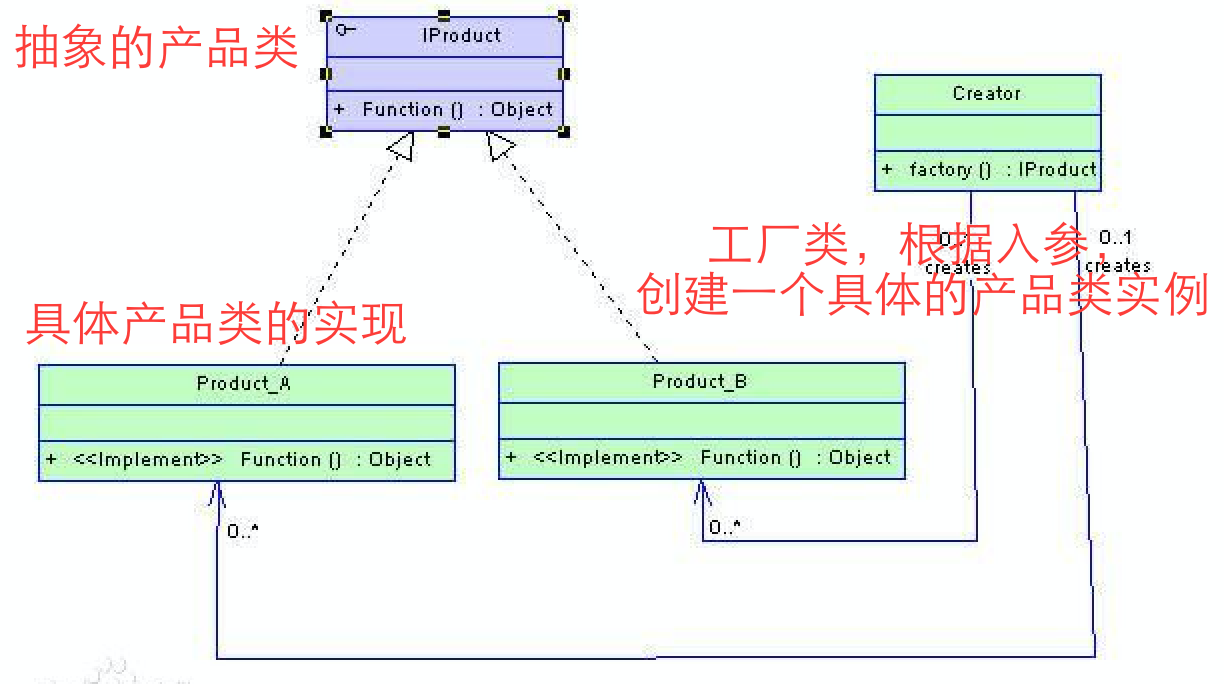 抽象的产品类
IProduct
+ Function () : Object
Creator
+ factory () : IProduct
工厂类，根据入参，
创建一个具体的产品类实例
0..1
creates
0..1
creates
具体产品类的实现
Product_A
+ <<Implement>> Function () : Object
Product_B
+ <<Implement>> Function () : Object
0..*
0..*